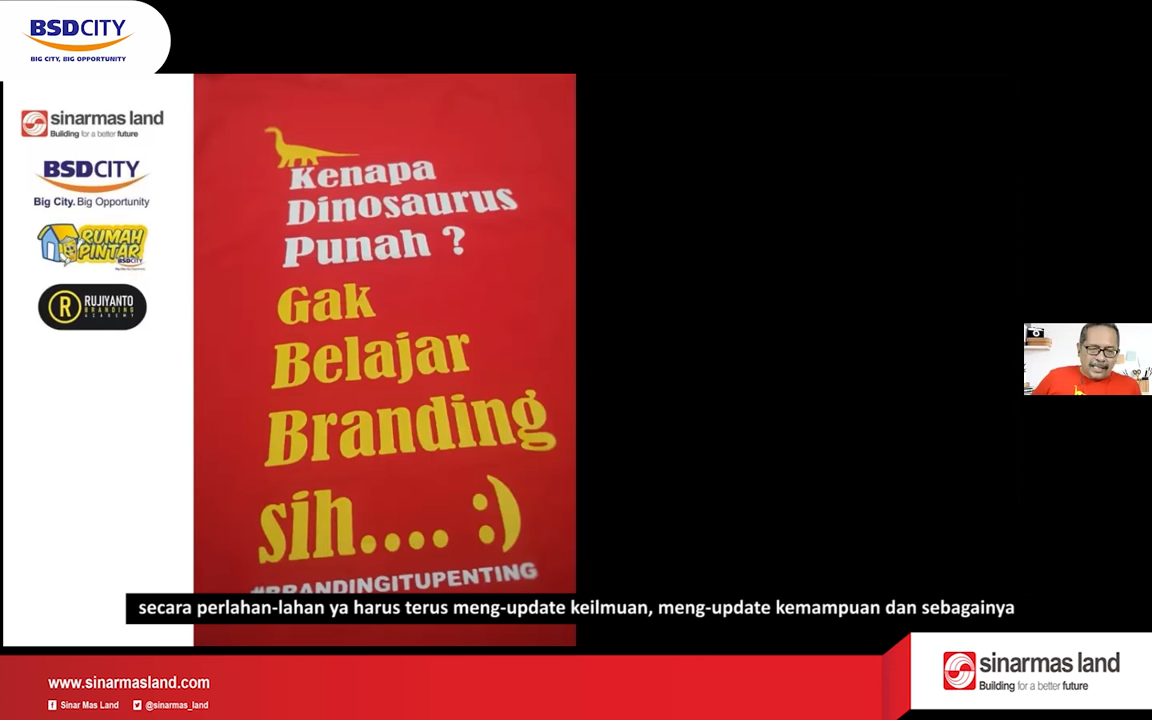 BSDCITY
BIG CITY, BIG OPPORTUNITY
sinarmas land
Building for a better future
BSDCITY
Big City. Big Opportunity
RUMAH
PINTAR
BSDCITY
R RUJIYANTO
BRANDING
ACADEMY
Kenapa
Dinosaurus
Punah ?
Gak
Belajar
Branding
sih.... :)
#BRANDINGITUPENTING
secara perlahan-lahan ya harus terus meng-update keilmuan, meng-update kemampuan dan sebagainya
www.sinarmasland.com
Sinar Mas Land
@sinarmas_land
sinarmas land
Building for a better future